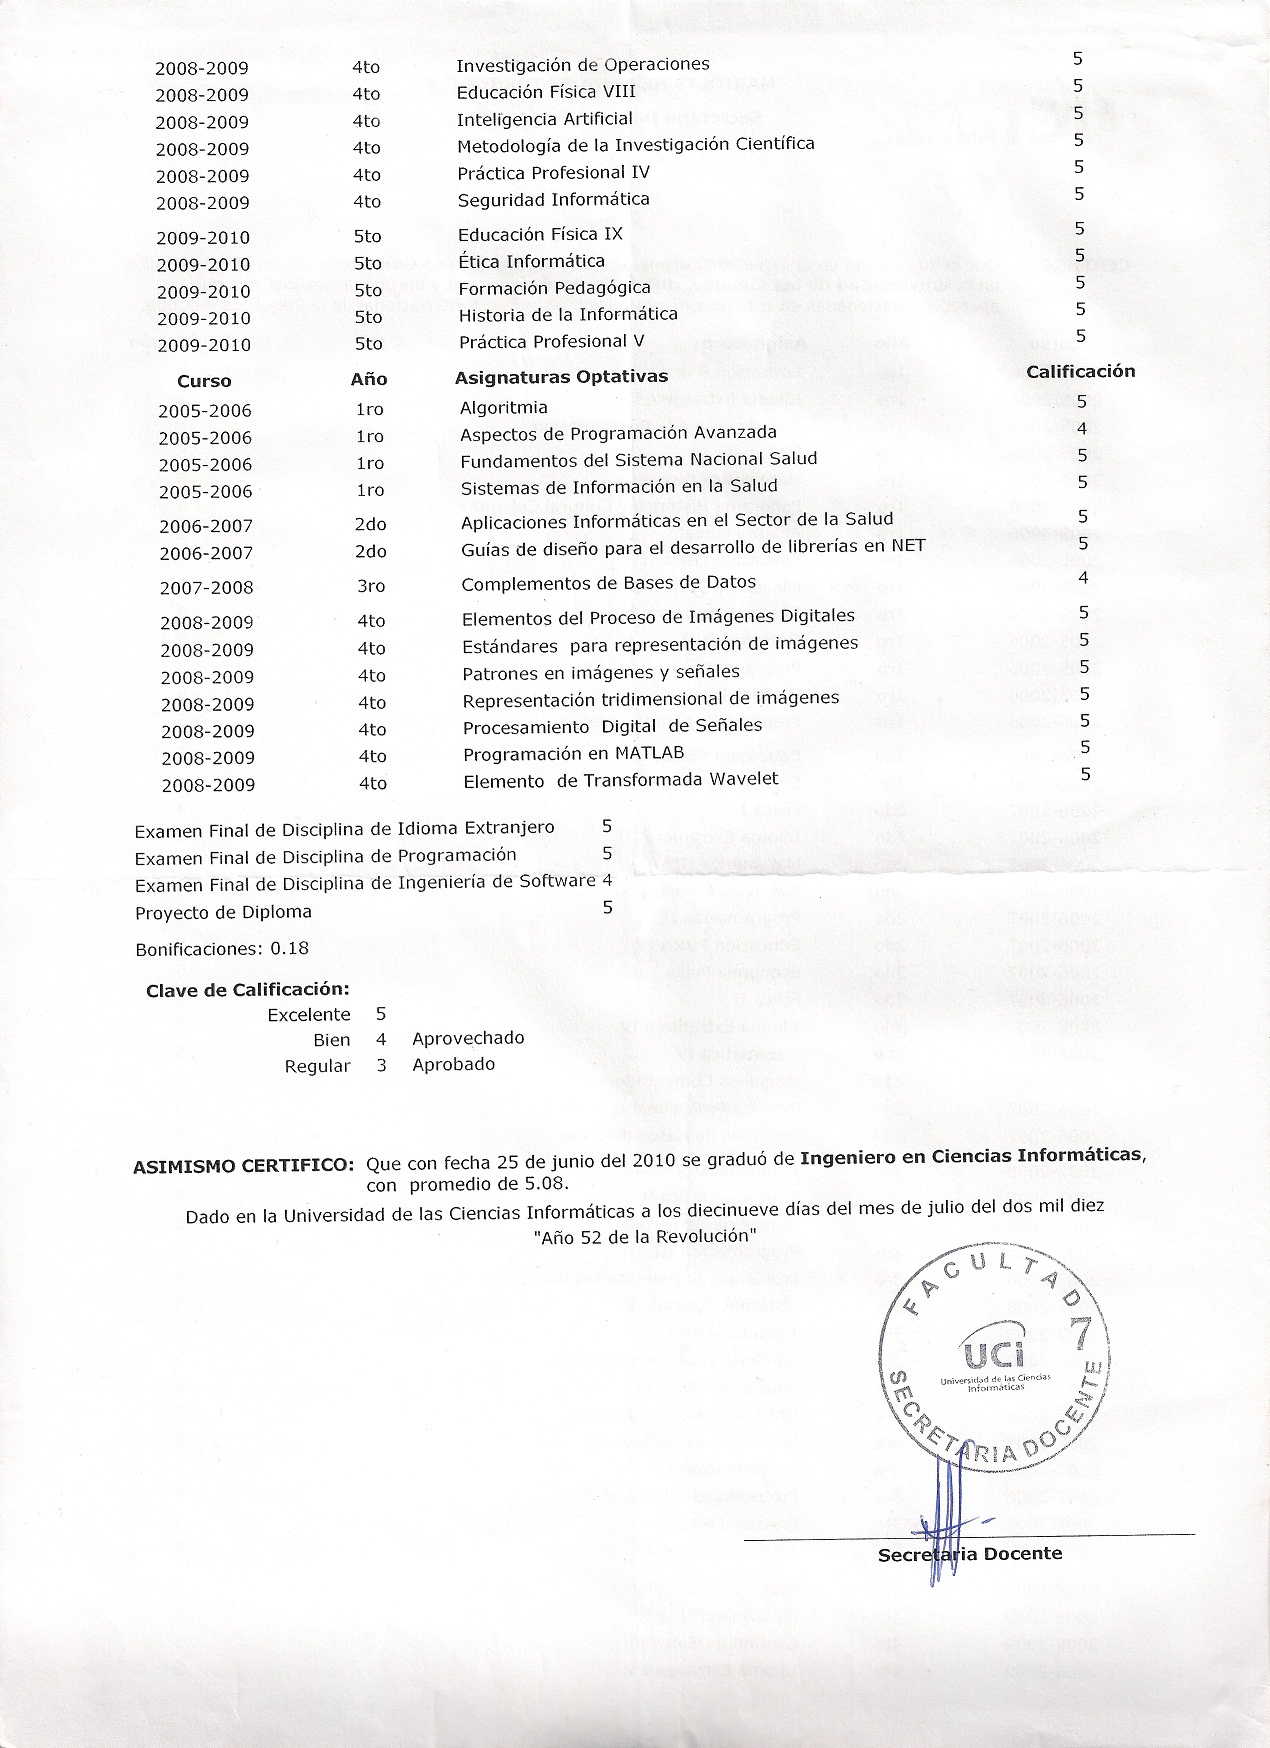 2008-2009 4to Investigación de Operaciones 5
2008-2009 4to Educación Física VIII 5
2008-2009 4to Inteligencia Artificial 5
2008-2009 4to Metodología de la Investigación Científica 5
2008-2009 4to Práctica Profesional IV 5
2008-2009 4to Seguridad Informática 5
2009-2010 5to Educación Física IX 5
2009-2010 5to Ética Informática 5
2009-2010 5to Formación Pedagógica 5
2009-2010 5to Historia de la Informática 5
2009-2010 5to Práctica Profesional V 5
Curso Año Asignaturas Optativas Calificación
2005-2006 1ro Algoritmia 5
2005-2006 1ro Aspectos de Programación Avanzada 4
2005-2006 1ro Fundamentos del Sistema Nacional Salud 5
2005-2006 1ro Sistemas de Información en la Salud 5
2006-2007 2do Aplicaciones Informáticas en el Sector de la Salud 5
2006-2007 2do Guías de diseño para el desarrollo de librerías en NET 5
2007-2008 3ro Complementos de Bases de Datos 4
2008-2009 4to Elementos del Proceso de Imágenes Digitales 5
2008-2009 4to Estándares para representación de imágenes 5
2008-2009 4to Patrones en imágenes y señales 5
2008-2009 4to Representación tridimensional de imágenes 5
2008-2009 4to Procesamiento Digital de Señales 5
2008-2009 4to Programación en MATLAB 5
2008-2009 4to Elemento de Transformada Wavelet 5
Examen Final de Disciplina de Idioma Extranjero 5
Examen Final de Disciplina de Programación 5
Examen Final de Disciplina de Ingeniería de Software 4
Proyecto de Diploma 5
Bonificaciones: 0.18
Clave de Calificación:
Excelente 5
Bien 4 Aprovechado
Regular 3 Aprobado
ASIMISMO CERTIFICO: Que con fecha 25 de junio del 2010 se graduó de Ingeniero en Ciencias Informáticas,
con promedio de 5.08.
Dado en la Universidad de las Ciencias Informáticas a los diecinueve días del mes de julio del dos mil diez
"Año 52 de la Revolución"
FACULTAD 7
UCi
Universidad de las Ciencias
Informáticas
SECRETARIA DOCENTE
Secretaria Docente